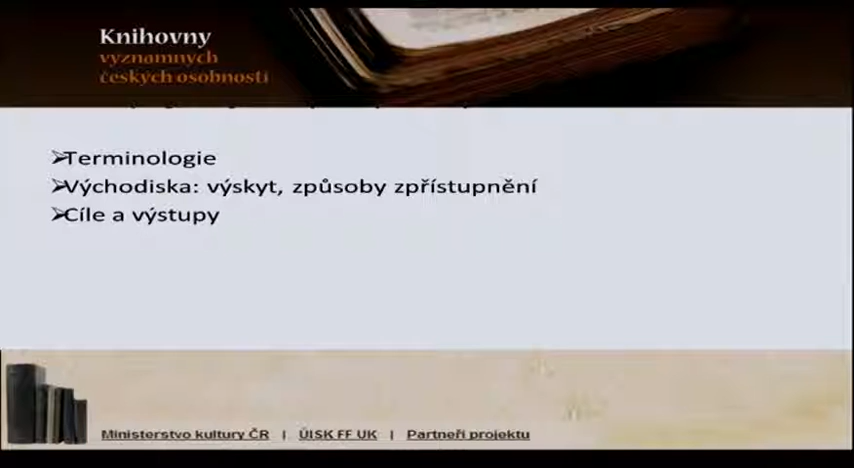 Knihovny
významných
českých osobností
➢Terminologie
➢Východiska: výskyt, způsoby zpřístupnění
➢Cíle a výstupy
Ministerstvo kultury ČR | ÚISK FF UK | Partneři projektu